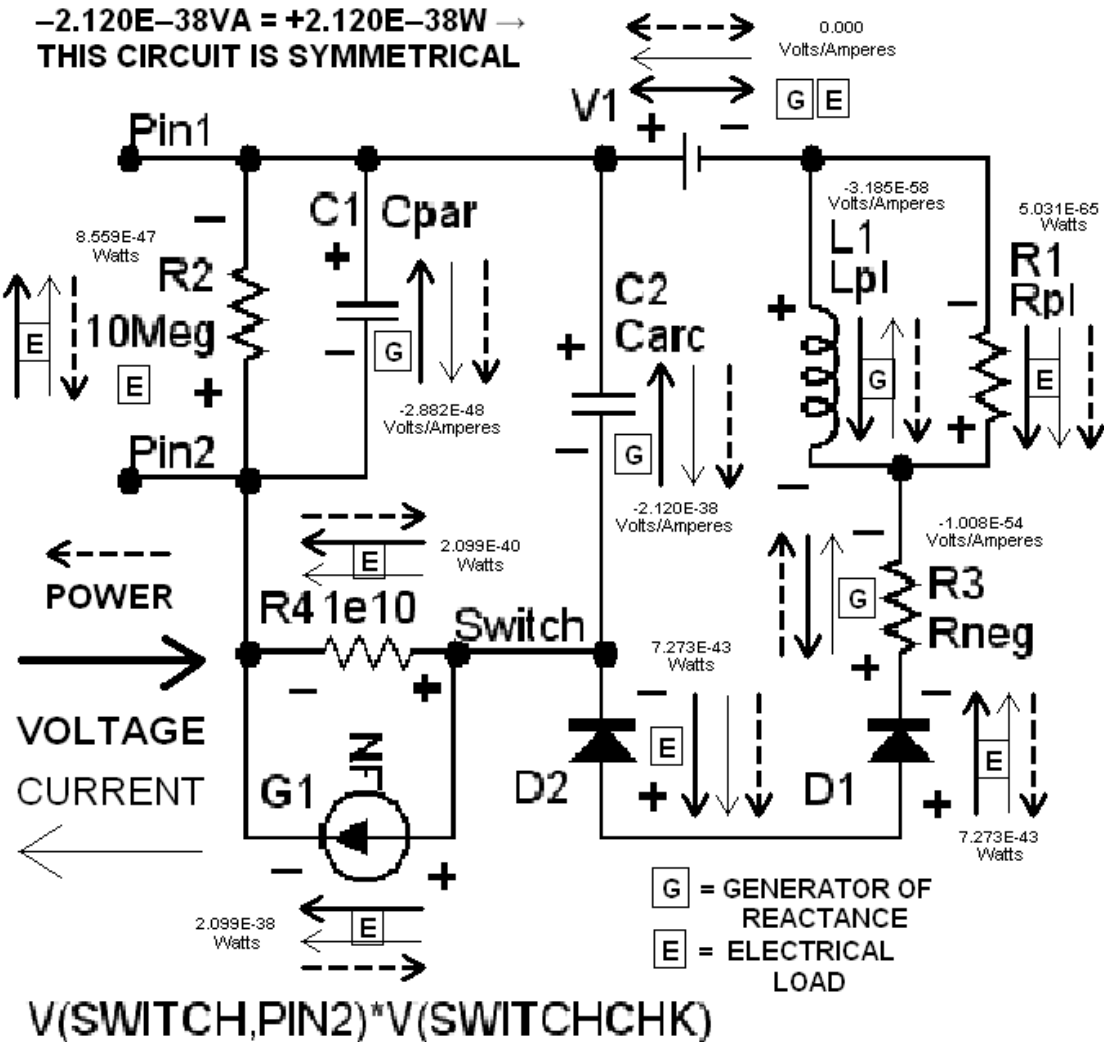 –2.120E–38VA = +2.120E–38W →
THIS CIRCUIT IS SYMMETRICAL
0.000
Volts/Amperes
G E
V1
+ −
Pin1
−
8.559E-47
Watts
R2
10Meg
+
E
E
C1 Cpar
+
−
G
-2.882E-48
Volts/Amperes
C2
Carc
+
−
G
-2.120E-38
Volts/Amperes
-3.185E-58
Volts/Amperes
L1
Lpl
+
−
G
5.031E-65
Watts
R1
Rpl
−
+
E
Pin2
E
2.099E-40
Watts
R4 1e10
− +
Switch
-1.008E-54
Volts/Amperes
−
R3
Rneg
+
G
POWER
VOLTAGE
CURRENT
7.273E-43
Watts
−
D2
+
E
−
D1
+
E
7.273E-43
Watts
G1
NF
− +
2.099E-38
Watts
E
G = GENERATOR OF
REACTANCE
E = ELECTRICAL
LOAD
V(SWITCH,PIN2)*V(SWITCHCHK)